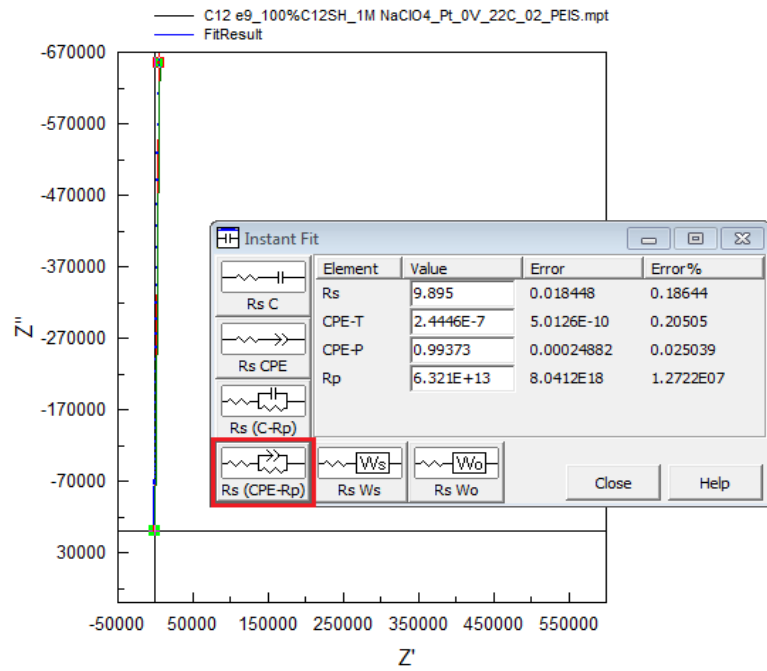 C12 e9_100%C12SH_1M NaClO4_Pt_0V_22C_02_PEIS.mpt
FitResult
-670000
-570000
-470000
-370000
-270000
-170000
-70000
30000
Z''
-50000 50000 150000 250000 350000 450000 550000
Z'
Instant Fit
Element Value Error Error%
Rs 9.895 0.018448 0.18644
CPE-T 2.4446E-7 5.0126E-10 0.20505
CPE-P 0.99373 0.00024882 0.025039
Rp 6.321E+13 8.0412E18 1.2722E07
Rs C
Rs CPE
Rs (C-Rp)
Rs (CPE-Rp)
Ws
Rs Ws
Wo
Rs Wo
Close
Help